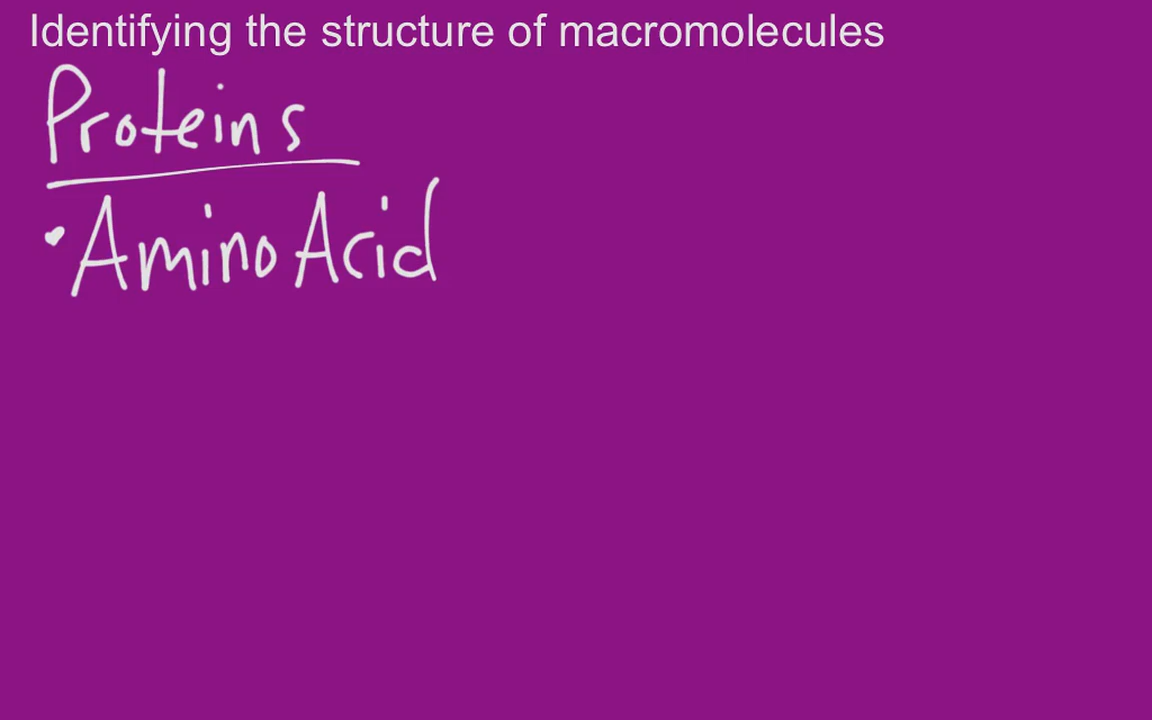 Identifying the structure of macromolecules
Proteins
• Amino Acid